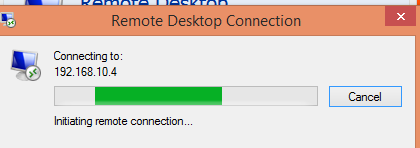 Remote Desktop
Remote Desktop Connection
Connecting to:
192.168.10.4
Cancel
Initiating remote connection...